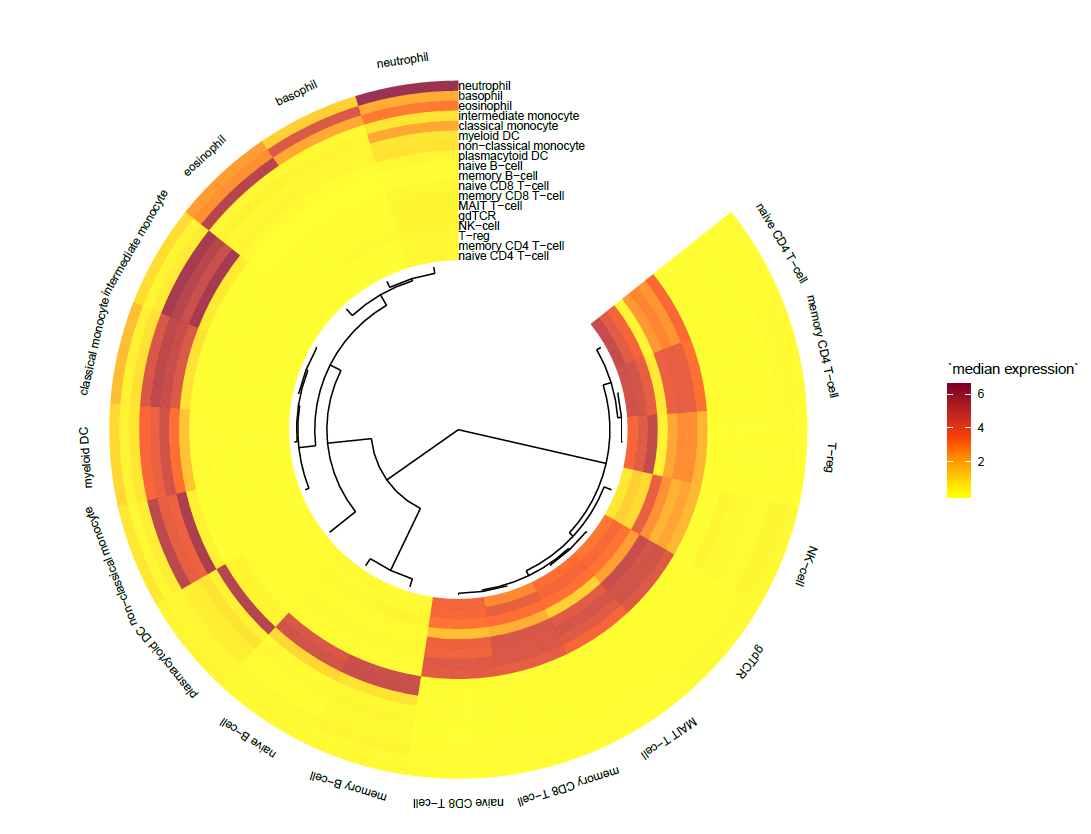 neutrophil
basophil
eosinophil
intermediate monocyte
classical monocyte
myeloid DC
non−classical monocyte
plasmacytoid DC
naive B−cell
memory B−cell
naive CD8 T−cell
memory CD8 T−cell
MAIT T−cell
gdTCR
NK−cell
T−reg
memory CD4 T−cell
naive CD4 T−cell
neutrophil
basophil
eosinophil
intermediate monocyte
classical monocyte
myeloid DC
non−classical monocyte
plasmacytoid DC
naive B−cell
memory B−cell
naive CD8 T−cell
memory CD8 T−cell
MAIT T−cell
gdTCR
NK−cell
T−reg
memory CD4 T−cell
naive CD4 T−cell
`median expression`
6
4
2